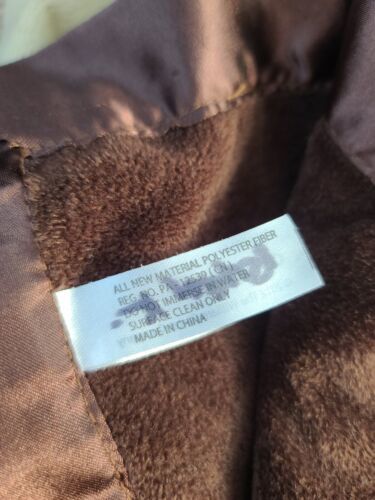 ALL NEW MATERIAL POLYESTER FIBER
REG. NO. PA - 12539 (CN)
DO NOT IMMERSE IN WATER
SURFACE CLEAN ONLY
MADE IN CHINA